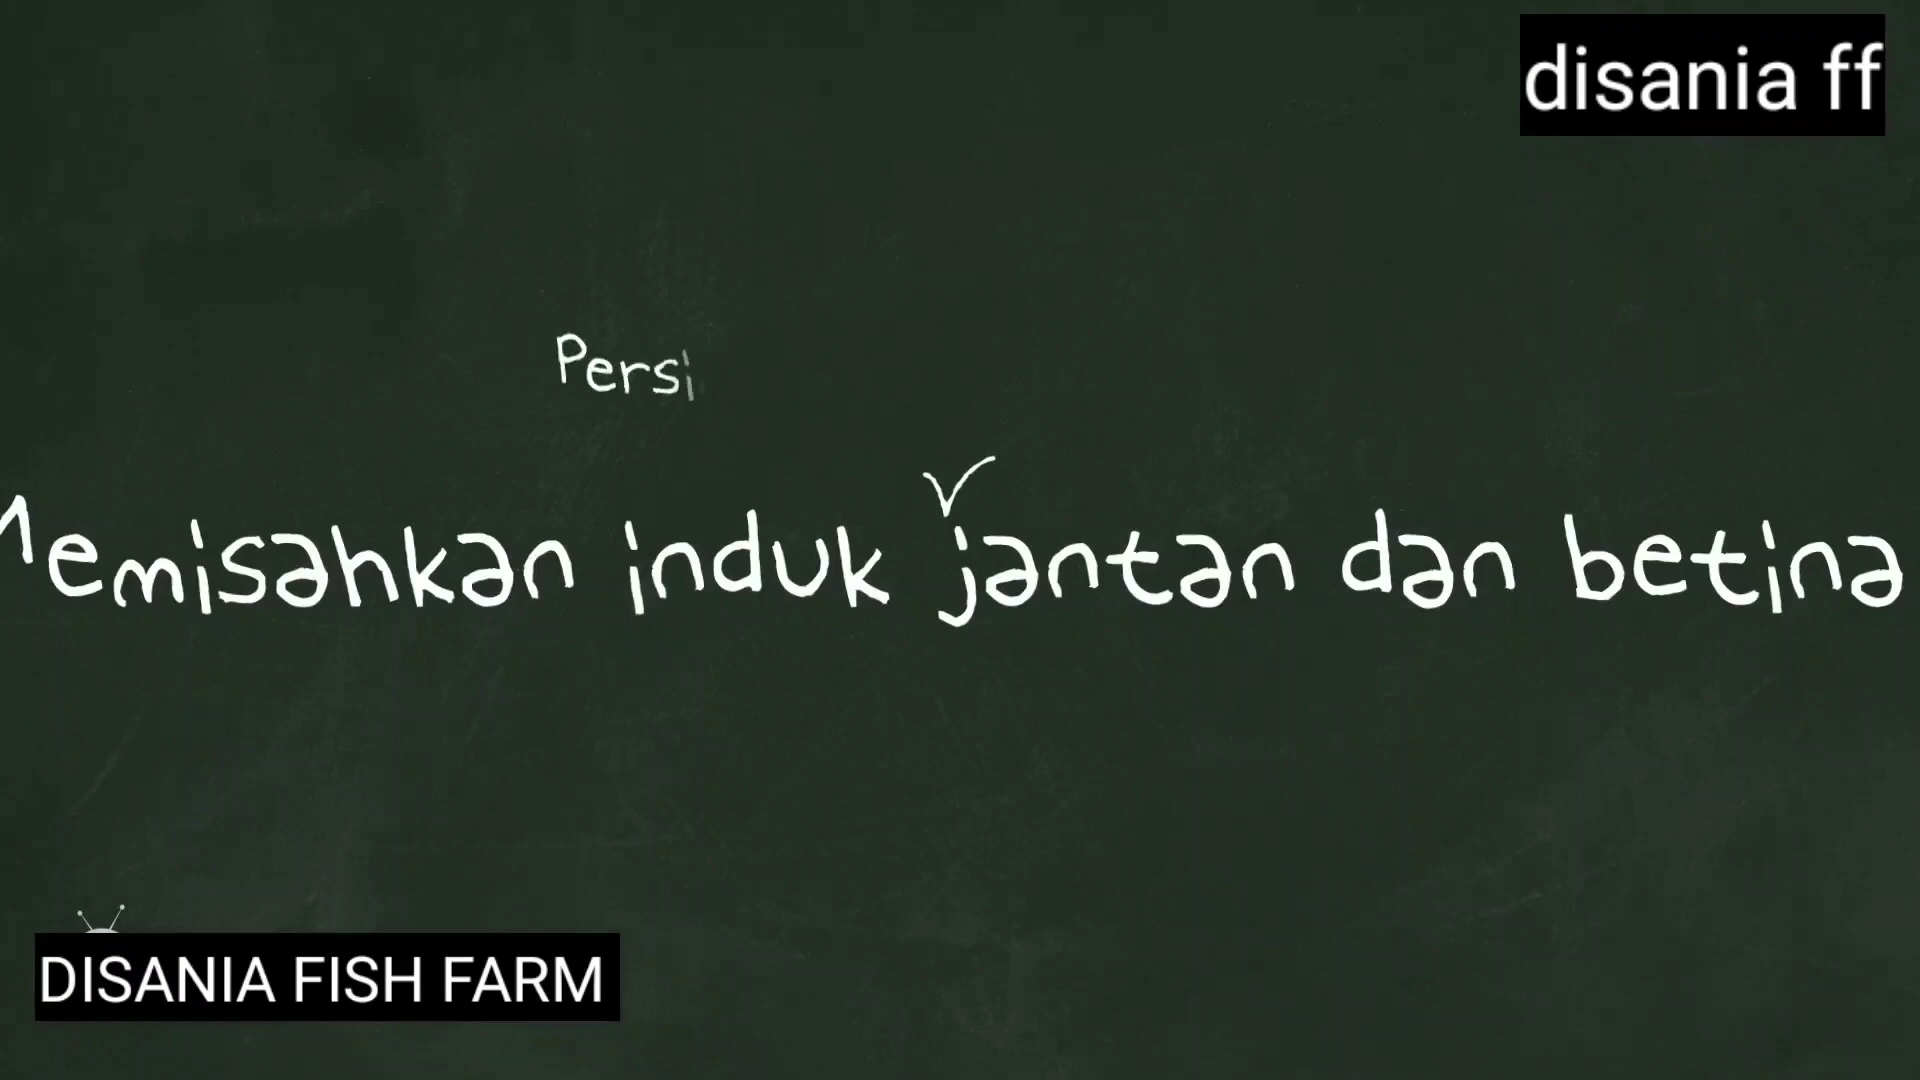 disania ff
Persi
Memisahkan induk jantan dan betina
DISANIA FISH FARM